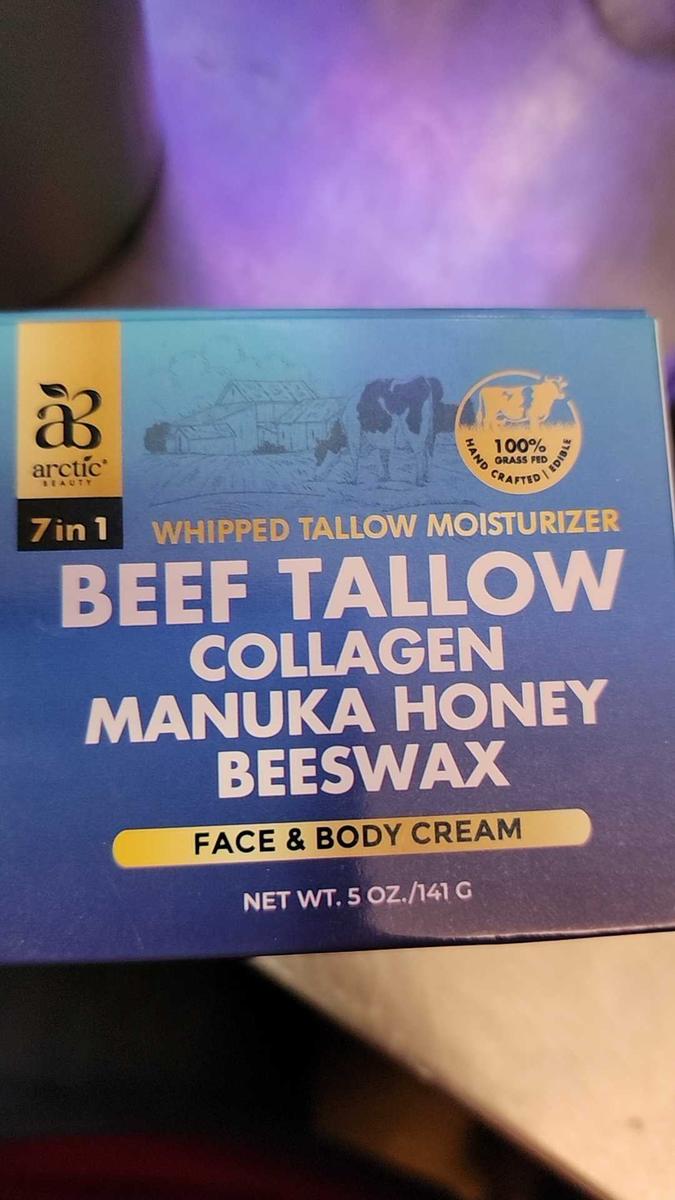 a3
arctic®
BEAUTY
7 in 1
100%
GRASS FED
HAND CRAFTED | EDIBLE
WHIPPED TALLOW MOISTURIZER
BEEF TALLOW
COLLAGEN
MANUKA HONEY
BEESWAX
FACE & BODY CREAM
NET WT. 5 OZ./141 G